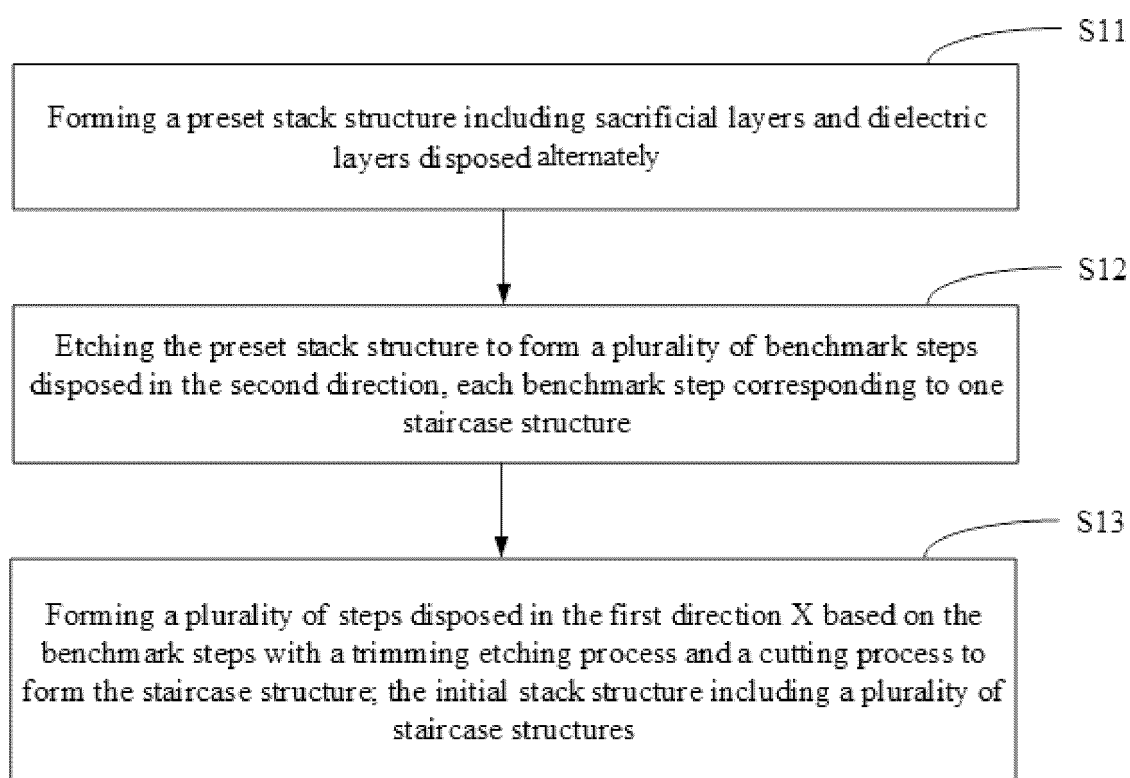 S11
Forming a preset stack structure including sacrificial layers and dielectric
layers disposed alternately
S12
Etching the preset stack structure to form a plurality of benchmark steps
disposed in the second direction, each benchmark step corresponding to one
staircase structure
S13
Forming a plurality of steps disposed in the first direction X based on the
benchmark steps with a trimming etching process and a cutting process to
form the staircase structure; the initial stack structure including a plurality of
staircase structures